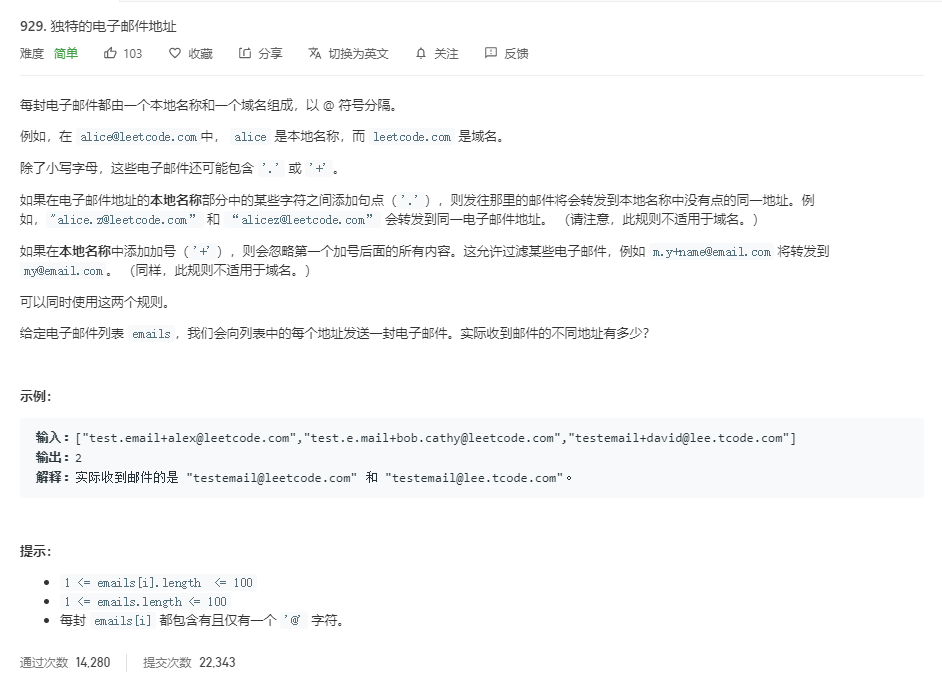 929. 独特的电子邮件地址
难度 简单 103 收藏 分享 切换为英文 关注 反馈
每封电子邮件都由一个本地名称和一个域名组成，以 @ 符号分隔。
例如，在 alice@leetcode.com中， alice 是本地名称，而 leetcode.com 是域名。
除了小写字母，这些电子邮件还可能包含 '.' 或 '+' 。
如果在电子邮件地址的本地名称部分中的某些字符之间添加句点（'.'），则发往那里的邮件将会转发到本地名称中没有点的同一地址。例
如，"alice.z@leetcode.com” 和 “alicez@leetcode.com” 会转发到同一电子邮件地址。 （请注意，此规则不适用于域名。）
如果在本地名称中添加加号（'+'），则会忽略第一个加号后面的所有内容。这允许过滤某些电子邮件，例如 m.y+name@email.com 将转发到
my@email.com。 （同样，此规则不适用于域名。）
可以同时使用这两个规则。
给定电子邮件列表 emails，我们会向列表中的每个地址发送一封电子邮件。实际收到邮件的不同地址有多少？
示例：
输入：["test.email+alex@leetcode.com","test.e.mail+bob.cathy@leetcode.com","testemail+david@lee.tcode.com"]
输出：2
解释：实际收到邮件的是 "testemail@leetcode.com" 和 "testemail@lee.tcode.com"。
提示：
• 1 <= emails[i].length <= 100
• 1 <= emails.length <= 100
• 每封 emails[i] 都包含有且仅有一个 '@' 字符。
通过次数 14,280 提交次数 22,343